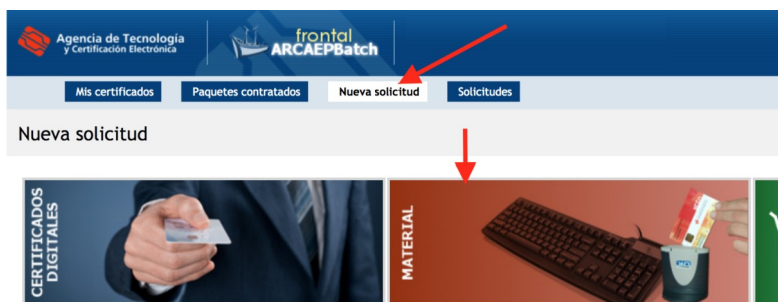 Agencia de Tecnología
y Certificación Electrónica
frontal
ARCAEPBatch
Mis certificados
Paquetes contratados
Nueva solicitud
Solicitudes
Nueva solicitud
CERTIFICADOS
DIGITALES
MATERIAL